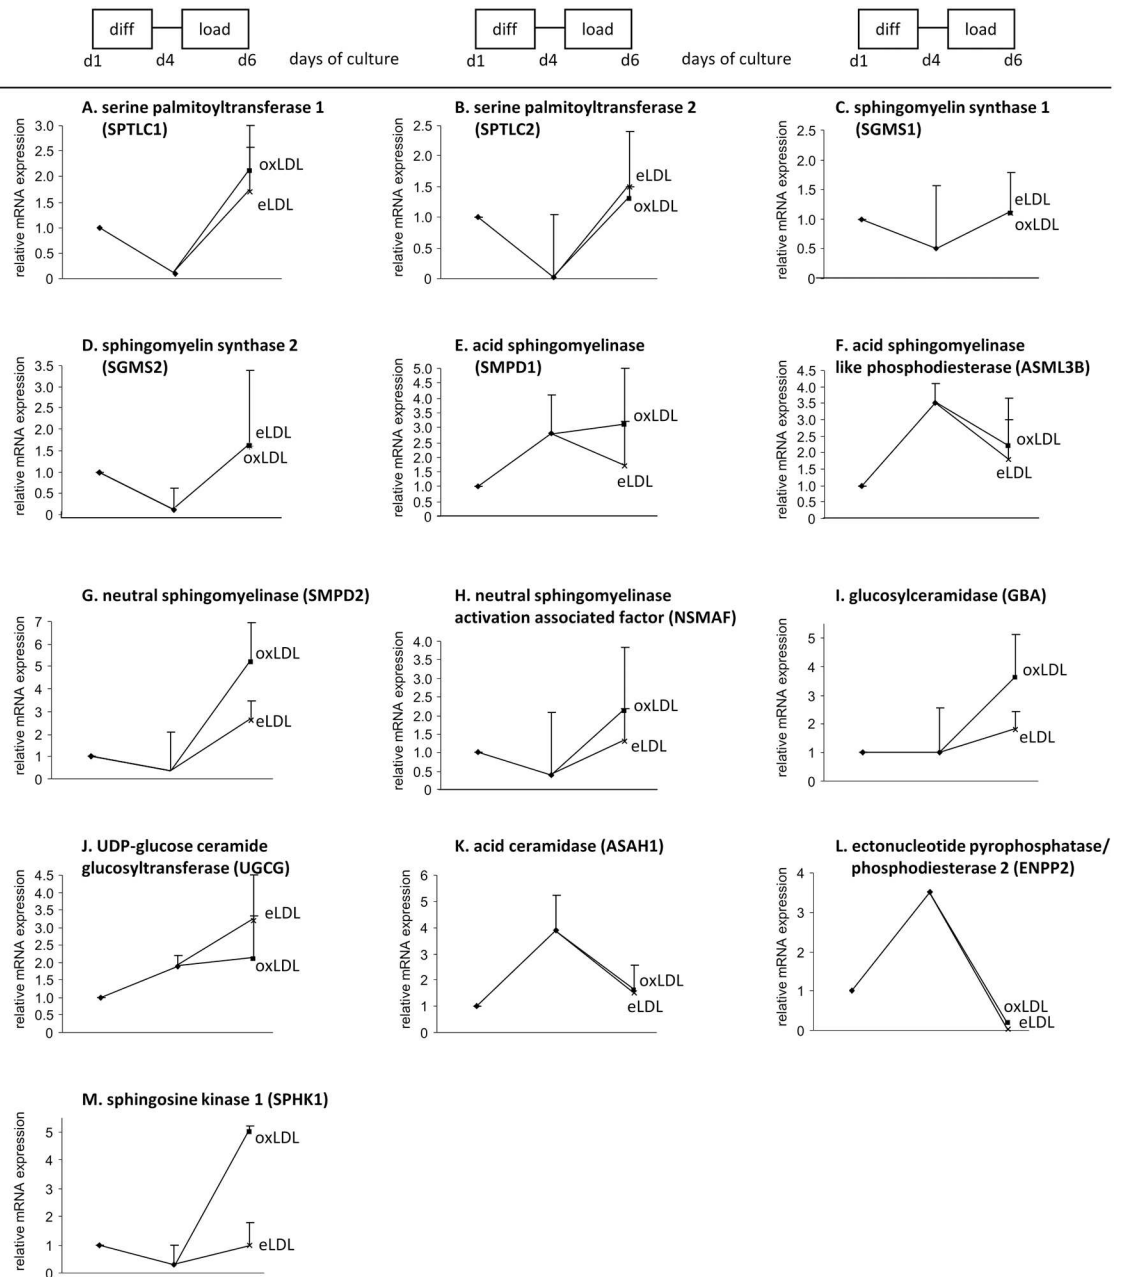 diff load diff load diff load
d1 d4 d6 days of culture d1 d4 d6 days of culture d1 d4 d6
A. serine palmitoyltransferase 1
(SPTLC1)
relative mRNA expression
3.0
2.5
2.0
1.5
1.0
0.5
0
oxLDL
eLDL
B. serine palmitoyltransferase 2
(SPTLC2)
relative mRNA expression
2.5
2.0
1.5
1.0
0.5
0
eLDL
oxLDL
C. sphingomyelin synthase 1
(SGMS1)
relative mRNA expression
2.5
2.0
1.5
1.0
0.5
0
eLDL
oxLDL
D. sphingomyelin synthase 2
(SGMS2)
relative mRNA expression
3.5
3.0
2.5
2.0
1.5
1.0
0.5
0
eLDL
oxLDL
E. acid sphingomyelinase
(SMPD1)
relative mRNA expression
5.0
4.5
4.0
3.5
3.0
2.5
2.0
1.5
1.0
0.5
0
oxLDL
eLDL
F. acid sphingomyelinase
like phosphodiesterase (ASML3B)
relative mRNA expression
4.5
4.0
3.5
3.0
2.5
2.0
1.5
1.0
0.5
0
oxLDL
eLDL
G. neutral sphingomyelinase (SMPD2)
relative mRNA expression
7
6
5
4
3
2
1
0
oxLDL
eLDL
H. neutral sphingomyelinase
activation associated factor (NSMAF)
relative mRNA expression
4.0
3.5
3.0
2.5
2.0
1.5
1.0
0.5
0
oxLDL
eLDL
I. glucosylceramidase (GBA)
relative mRNA expression
5
4
3
2
1
0
oxLDL
eLDL
J. UDP-glucose ceramide
glucosyltransferase (UGCG)
relative mRNA expression
4.5
4.0
3.5
3.0
2.5
2.0
1.5
1.0
0.5
0
eLDL
oxLDL
K. acid ceramidase (ASAH1)
relative mRNA expression
6
5
4
3
2
1
0
oxLDL
eLDL
L. ectonucleotide pyrophosphatase/
phosphodiesterase 2 (ENPP2)
relative mRNA expression
4
3
2
1
0
oxLDL
eLDL
M. sphingosine kinase 1 (SPHK1)
relative mRNA expression
5
4
3
2
1
0
oxLDL
eLDL